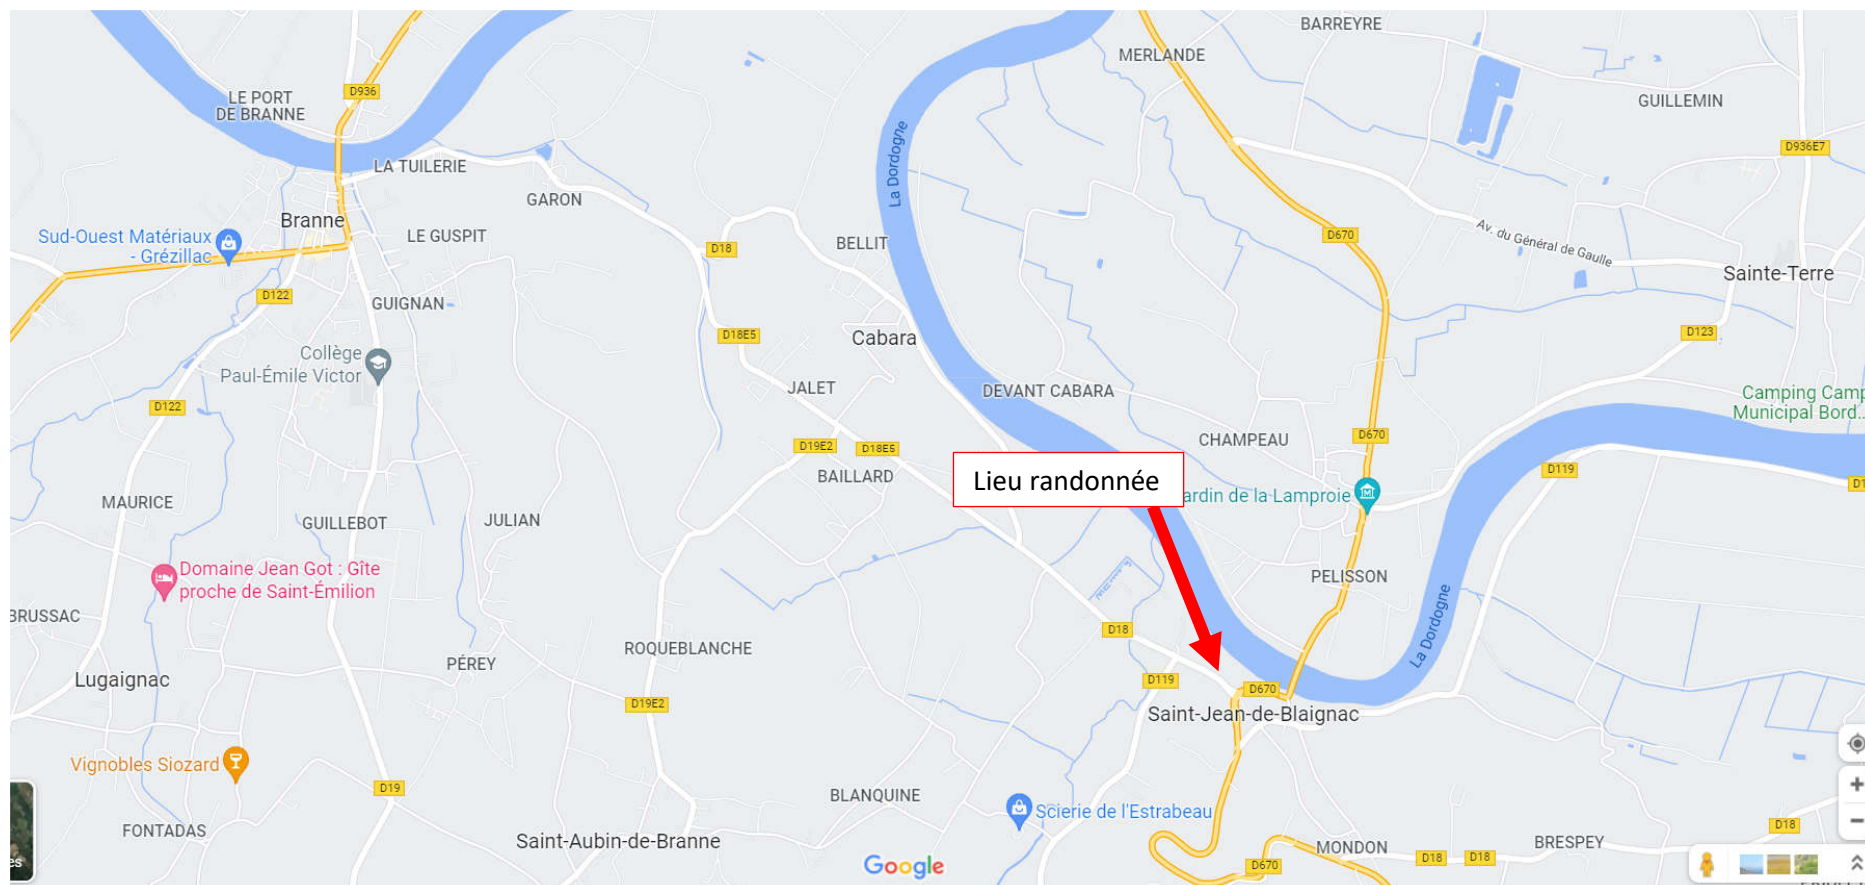 BARREYRE
MERLANDE
LE PORT
DE BRANNE
D936
GUILLEMIN
D936E7
LA TUILERIE
GARON
La Dordogne
Branne
LE GUSPIT
Sud-Ouest Matériaux
- Grézillac
D18
BELLIT
D670
Av. du Général de Gaulle
Sainte-Terre
D122
GUIGNAN
D18E5
Cabara
D123
Collège
Paul-Émile Victor
JALET
DEVANT CABARA
Camping Camp
Municipal Bord...
D122
D19E2
D18E5
CHAMPEAU
D670
BAILLARD
Lieu randonnée
ardin de la Lamproie
D119
D1
MAURICE
GUILLEBOT
JULIAN
Domaine Jean Got : Gîte
proche de Saint-Émilion
PELISSON
La Dordogne
BRUSSAC
D18
ROQUEBLANCHE
PÉREY
Lugaignac
D119
D670
D19E2
Saint-Jean-de-Blaignac
Vignobles Siozard
D19
BLANQUINE
Scierie de l'Estrabeau
FONTADAS
Saint-Aubin-de-Branne
D18
MONDON
BRESPEY
D18
D18
Google
D670
es